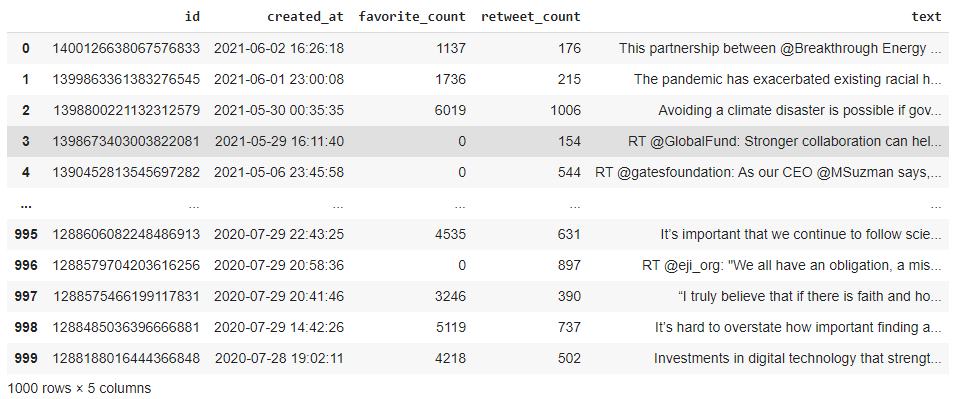 id created_at favorite_count retweet_count text
0 1400126638067576833 2021-06-02 16:26:18 1137 176 This partnership between @Breakthrough Energy ...
1 1399863361383276545 2021-06-01 23:00:08 1736 215 The pandemic has exacerbated existing racial h...
2 1398800221132312579 2021-05-30 00:35:35 6019 1006 Avoiding a climate disaster is possible if gov...
3 1398673403003822081 2021-05-29 16:11:40 0 154 RT @GlobalFund: Stronger collaboration can hel...
4 1390452813545697282 2021-05-06 23:45:58 0 544 RT @gatesfoundation: As our CEO @MSuzman says,...
... ... ... ... ... ...
995 1288606082248486913 2020-07-29 22:43:25 4535 631 It’s important that we continue to follow scie...
996 1288579704203616256 2020-07-29 20:58:36 0 897 RT @eji_org: "We all have an obligation, a mis...
997 1288575466199117831 2020-07-29 20:41:46 3246 390 “I truly believe that if there is faith and ho...
998 1288485036396666881 2020-07-29 14:42:26 5119 737 It’s hard to overstate how important finding a...
999 1288188016444366848 2020-07-28 19:02:11 4218 502 Investments in digital technology that strengt...
1000 rows × 5 columns